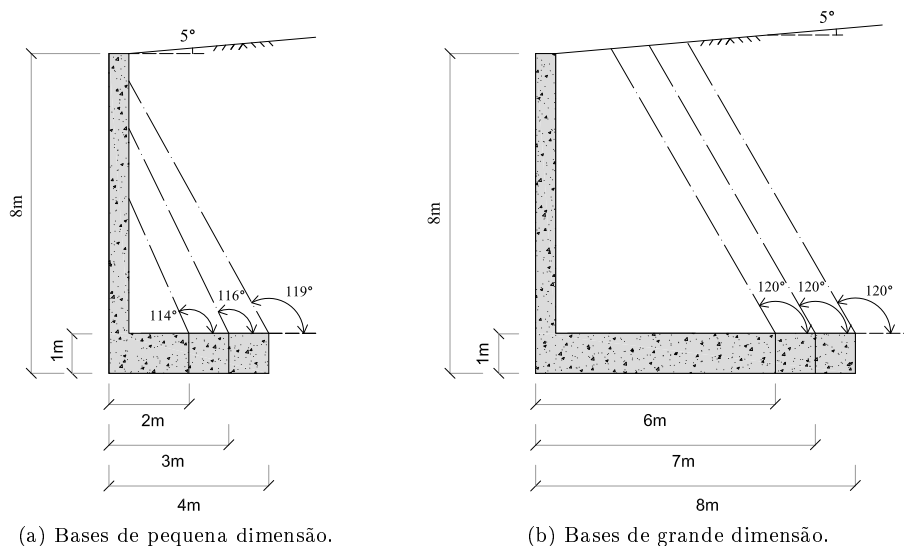 5°
8m
1m
114°
116°
119°
2m
3m
4m
(a) Bases de pequena dimensão.
5°
8m
1m
120°
120°
120°
6m
7m
8m
(b) Bases de grande dimensão.